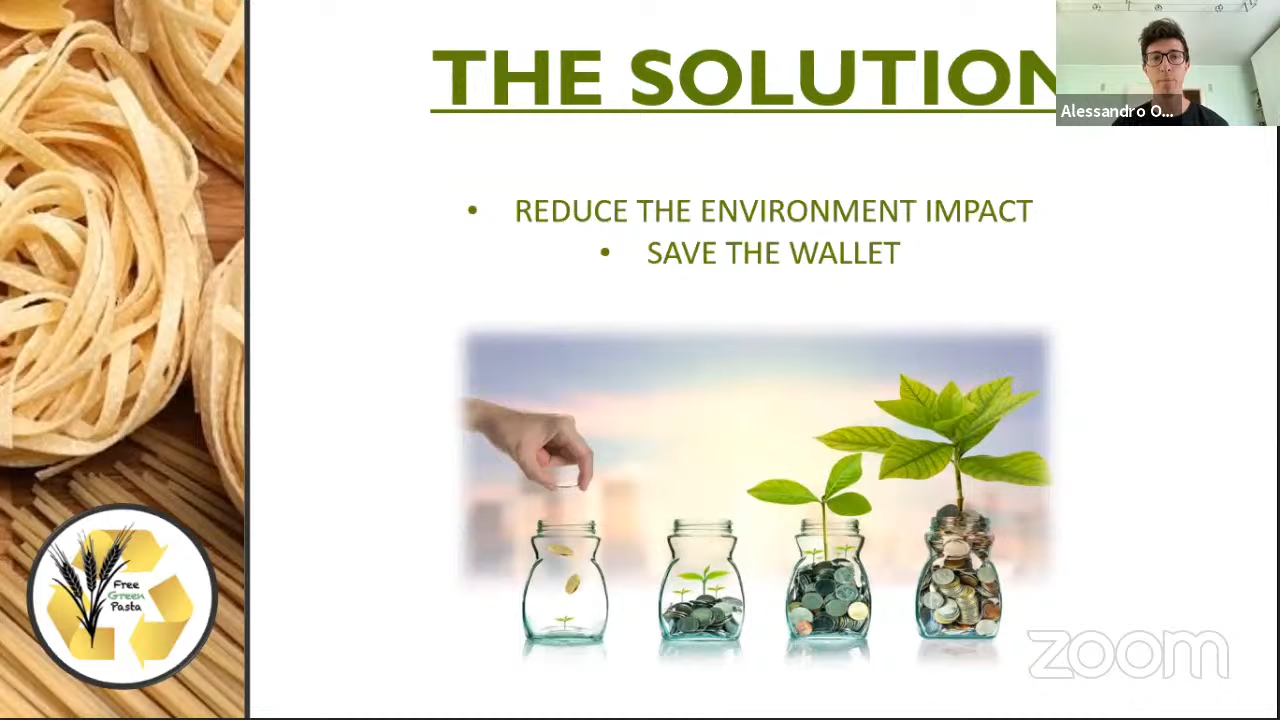 THE SOLUTION
Alessandro O...
• REDUCE THE ENVIRONMENT IMPACT
• SAVE THE WALLET
Free
Green
Pasta
zoom